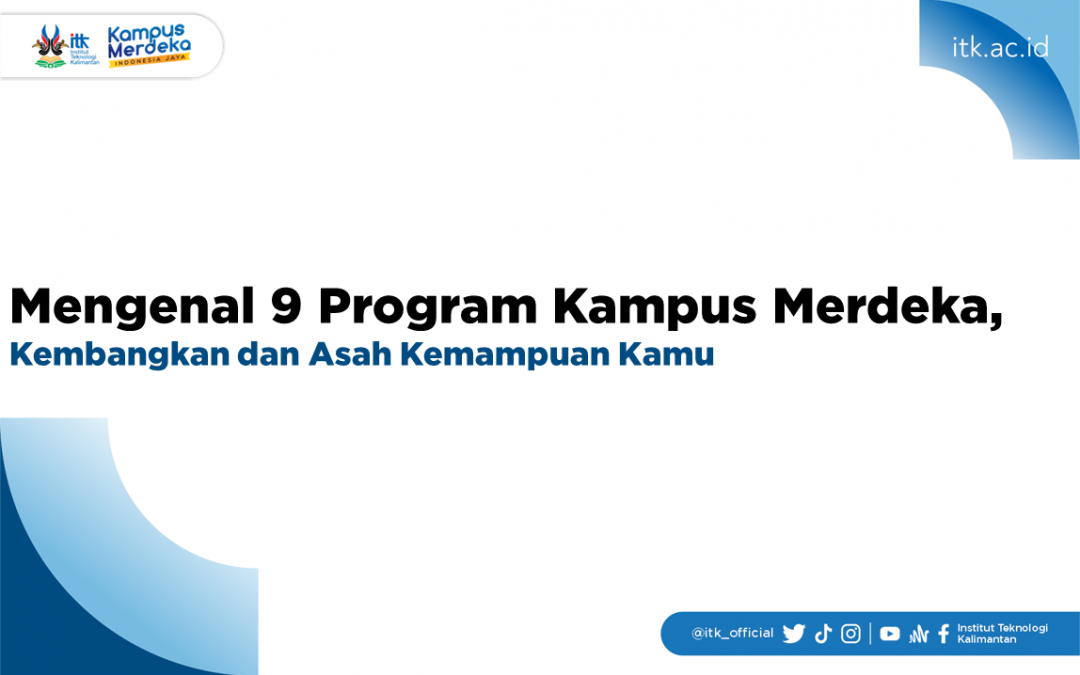 itk
Institut
Teknologi
Kalimantan
Kampus
Merdeka
INDONESIA JAYA
itk.ac.id
Mengenal 9 Program Kampus Merdeka,
Kembangkan dan Asah Kemampuan Kamu
@itk_official
Institut Teknologi
Kalimantan